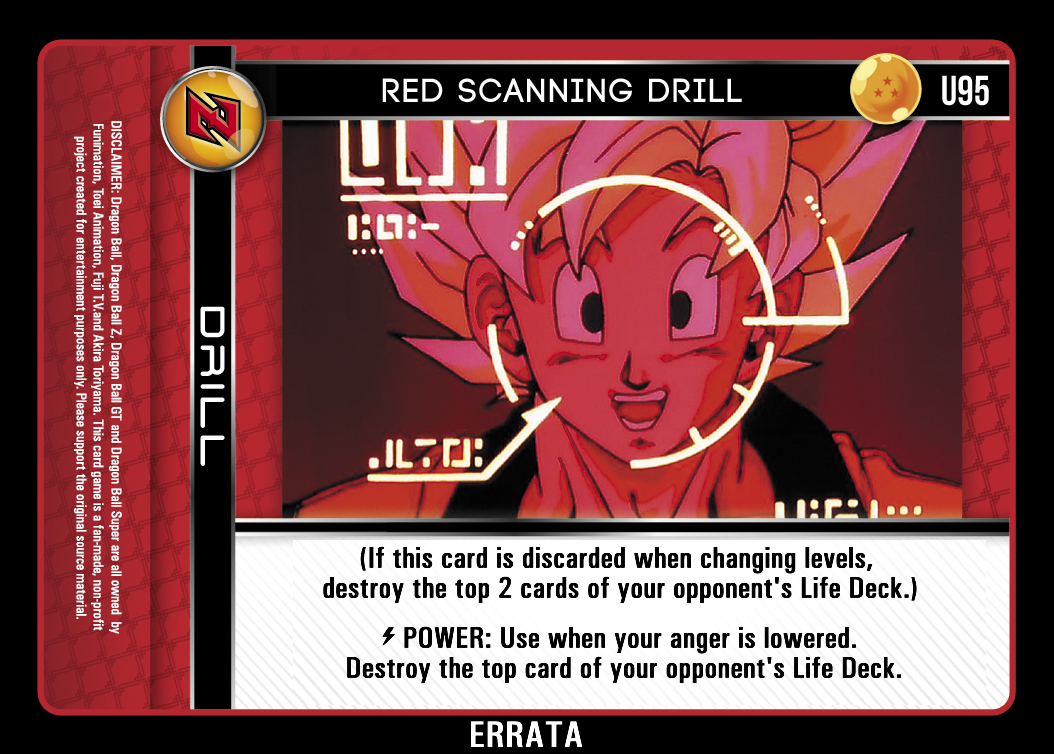 RED SCANNING DRILL
U95
DRILL
DISCLAIMER: Dragon Ball, Dragon Ball Z, Dragon Ball GT and Dragon Ball Super are all owned by
Funimation, Toei Animation, Fuji T.V.and Akira Toriyama. This card game is a fan-made, non-profit
project created for entertainment purposes only. Please support the original source material.
(If this card is discarded when changing levels,
destroy the top 2 cards of your opponent's Life Deck.)
POWER: Use when your anger is lowered.
Destroy the top card of your opponent's Life Deck.
ERRATA